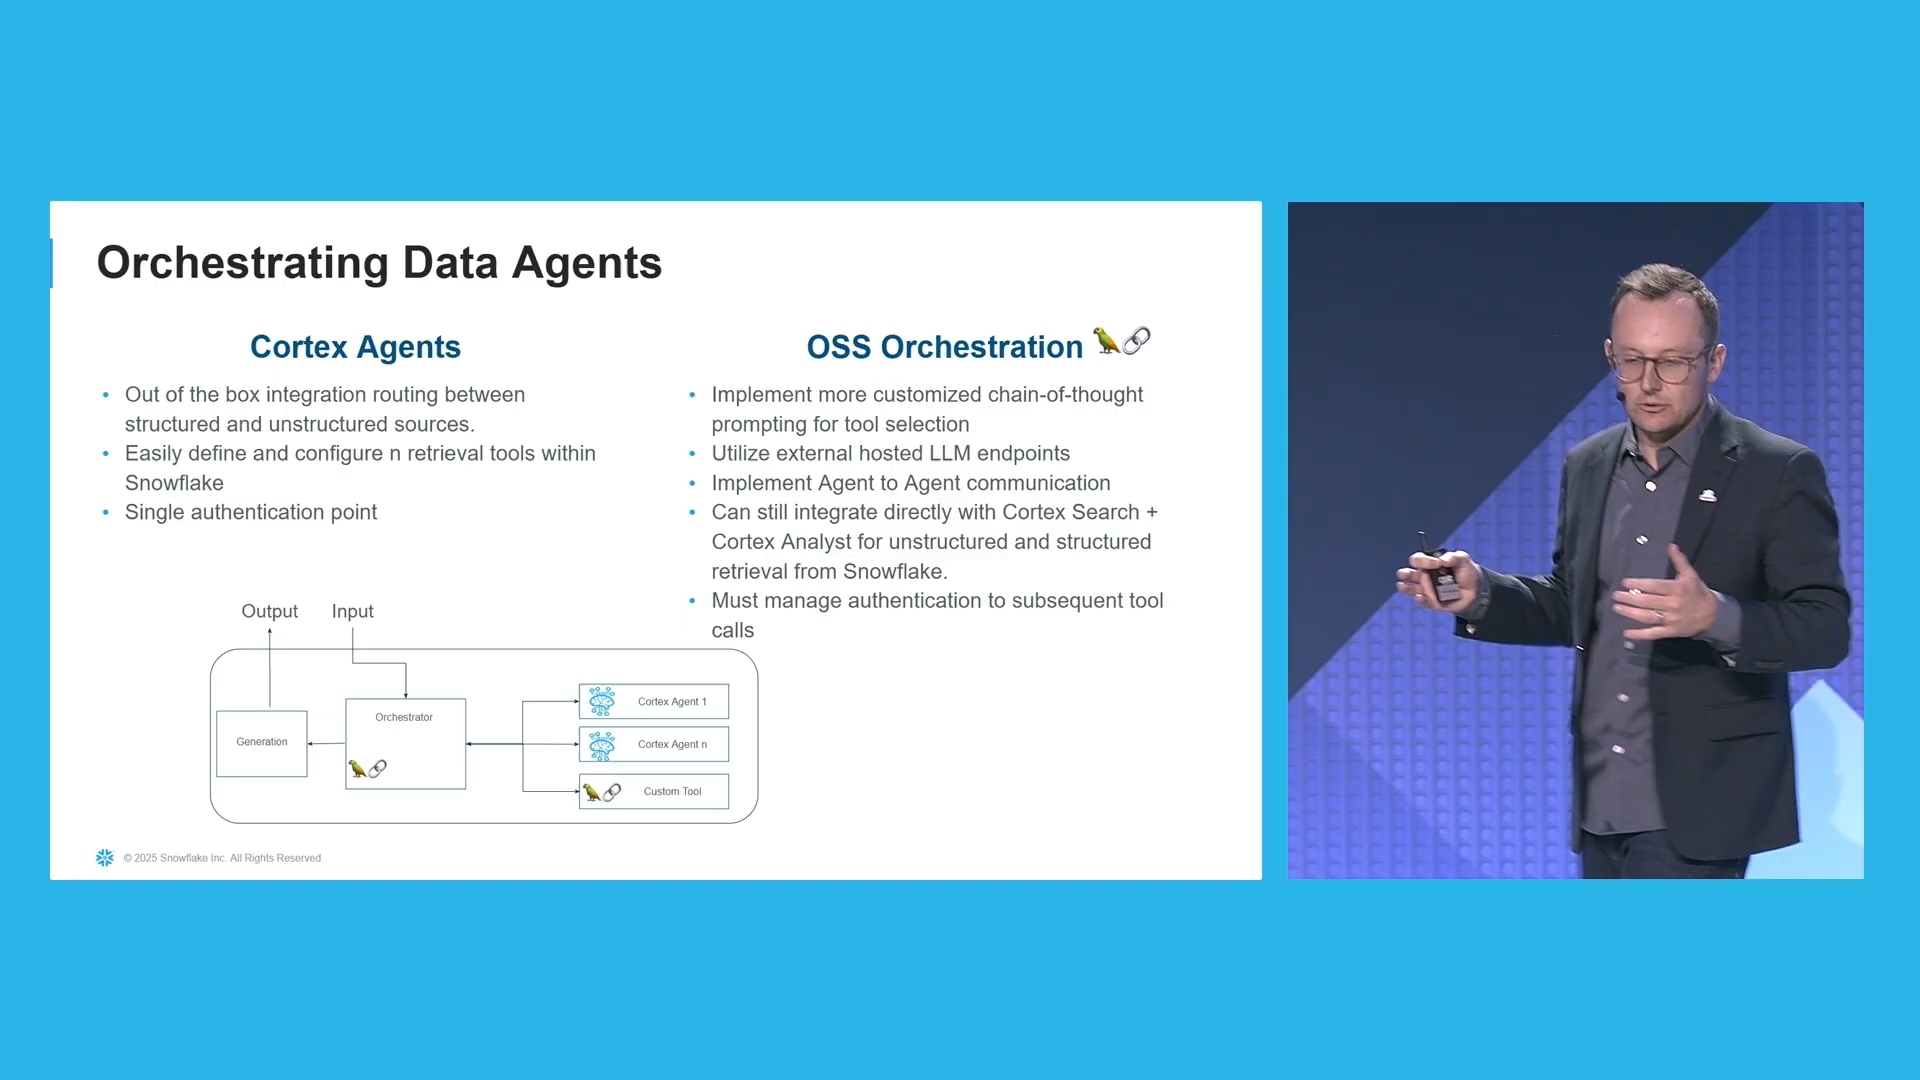 Orchestrating Data Agents
Cortex Agents
• Out of the box integration routing between
structured and unstructured sources.
• Easily define and configure n retrieval tools within
Snowflake
• Single authentication point
OSS Orchestration
• Implement more customized chain-of-thought
prompting for tool selection
• Utilize external hosted LLM endpoints
• Implement Agent to Agent communication
• Can still integrate directly with Cortex Search +
Cortex Analyst for unstructured and structured
retrieval from Snowflake.
• Must manage authentication to subsequent tool
calls
Output Input
Generation
Orchestrator
Cortex Agent 1
Cortex Agent n
Custom Tool
© 2025 Snowflake Inc. All Rights Reserved